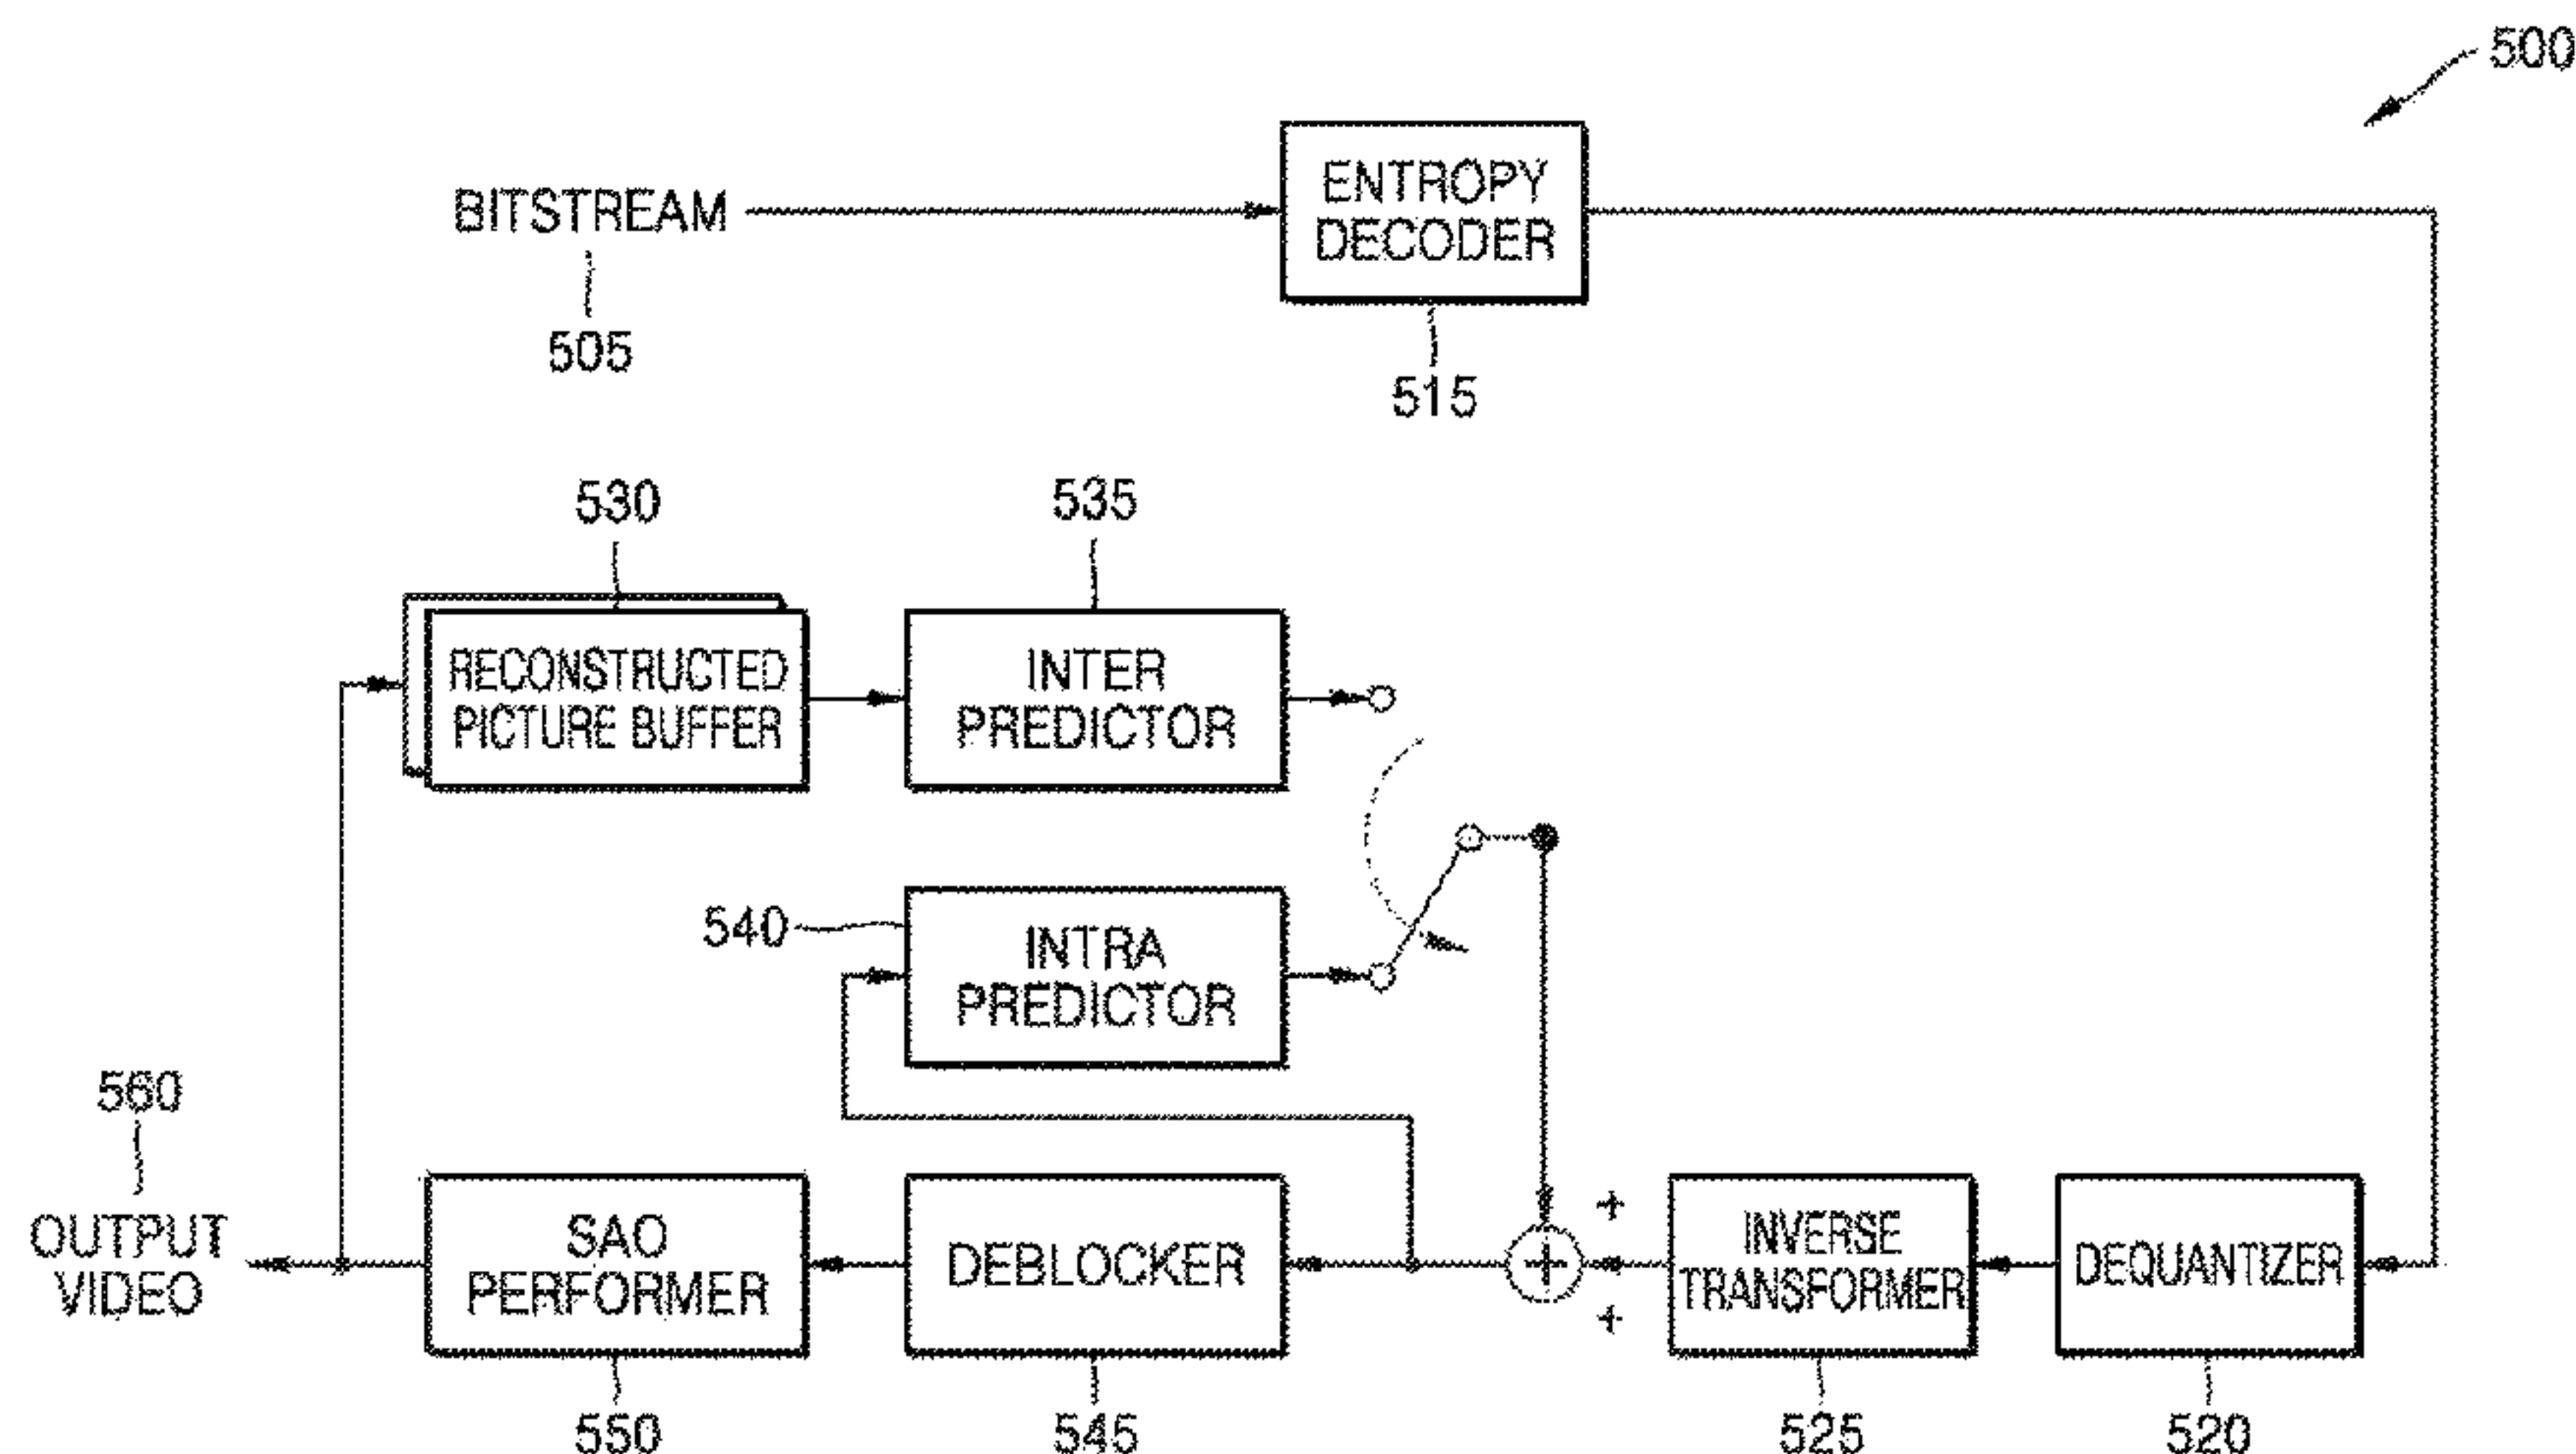 500
BITSTREAM
505
ENTROPY
DECODER
515
530
535
RECONSTRUCTED
PICTURE BUFFER
INTER
PREDICTOR
540
INTRA
PREDICTOR
560
OUTPUT
VIDEO
SAO
PERFORMER
550
DEBLOCKER
545
+
+
+
INVERSE
TRANSFORMER
525
DEQUANTIZER
520